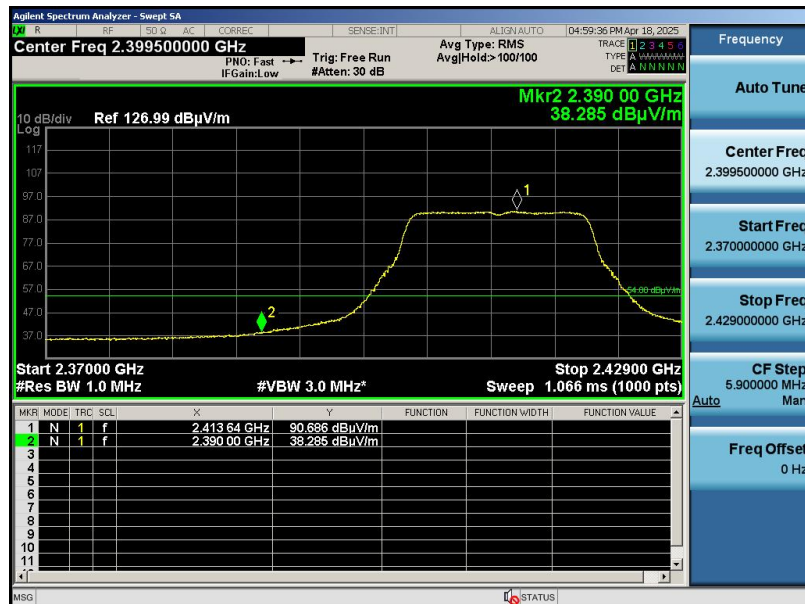 Agilent Spectrum Analyzer - Swept SA
LXI R RF 50 Ω AC CORREC SENSE:INT ALIGN AUTO 04:59:36 PM Apr 18, 2025
Center Freq 2.399500000 GHz
PNO: Fast
IFGain:Low
Trig: Free Run
#Atten: 30 dB
Avg Type: RMS
Avg|Hold:>100/100
TRACE 1 2 3 4 5 6
TYPE A
DET A N N N N N
Mkr2 2.390 00 GHz
38.285 dBµV/m
10 dB/div
Log
Ref 126.99 dBµV/m
117
107
97.0
87.0
77.0
67.0
57.0
47.0
37.0
1
2
54.00 dBµV/m
Start 2.37000 GHz Stop 2.42900 GHz
#Res BW 1.0 MHz #VBW 3.0 MHz* Sweep 1.066 ms (1000 pts)
MKR MODE TRC SCL X Y FUNCTION FUNCTION WIDTH FUNCTION VALUE
1 N 1 f 2.413 64 GHz 90.686 dBµV/m
2 N 1 f 2.390 00 GHz 38.285 dBµV/m
3
4
5
6
7
8
9
10
11
MSG STATUS
Frequency
Auto Tune
Center Freq
2.399500000 GHz
Start Freq
2.370000000 GHz
Stop Freq
2.429000000 GHz
CF Step
5.900000 MHz
Auto Man
Freq Offset
0 Hz